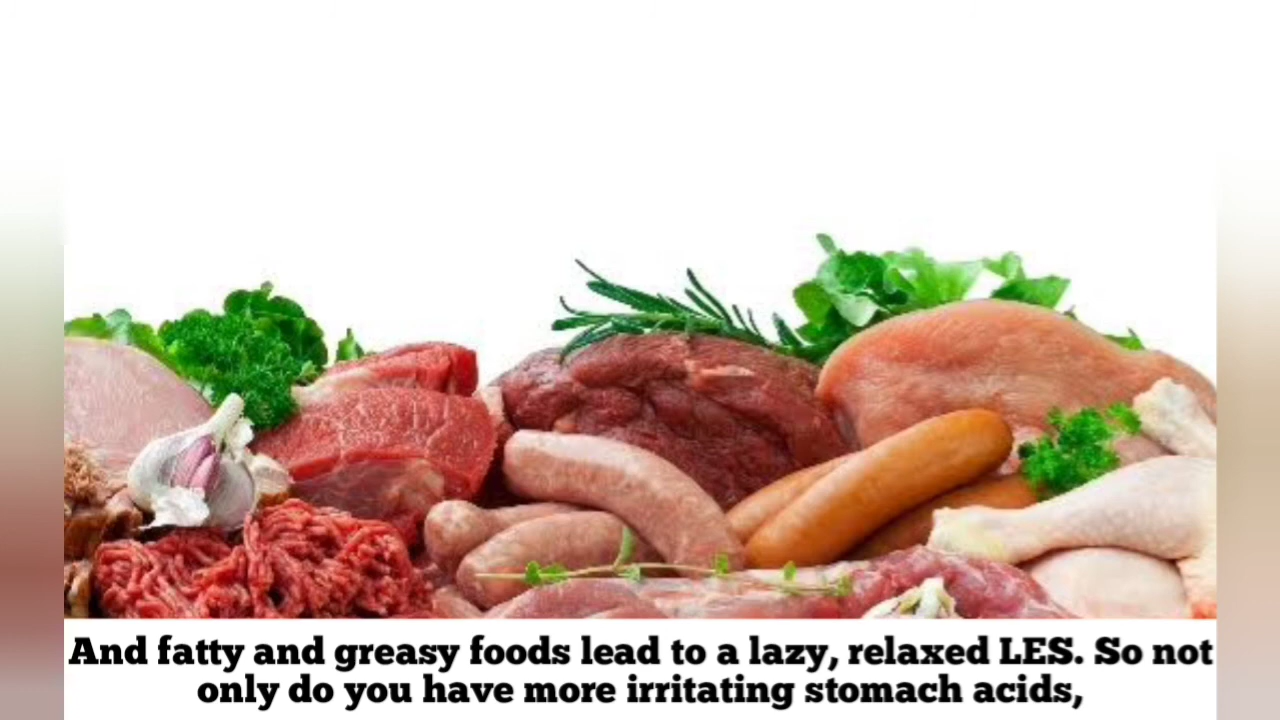 And fatty and greasy foods lead to a lazy, relaxed LES. So not
only do you have more irritating stomach acids,